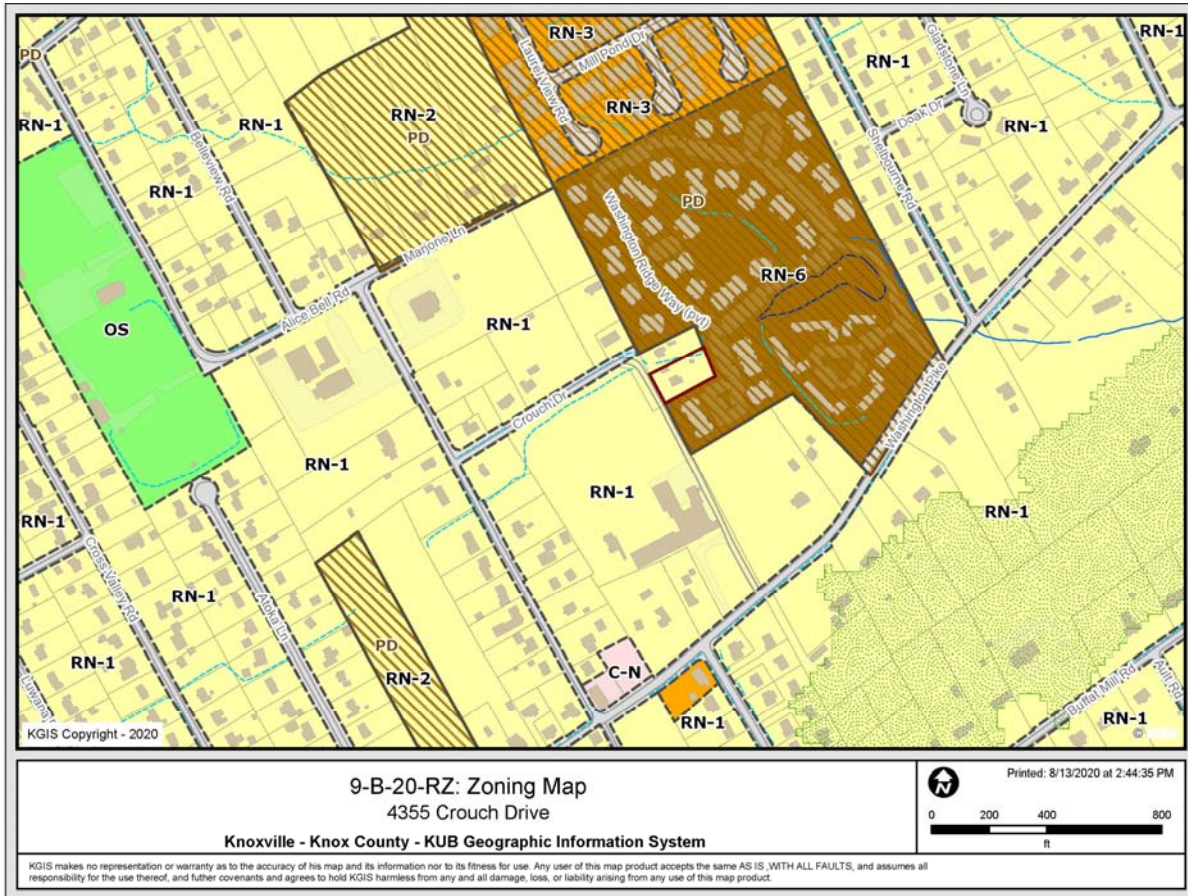 RN-3
Mill Pond Dr
Laurel View Rd
RN-3
RN-1
Gladstone Ln
Doak Dr
RN-1
RN-1
PD
RN-1
RN-1
RN-2
PD
Belleview Rd
RN-1
Shelbourne Rd
PD
RN-6
Washington Ridge Way (pvt)
Marjorie Ln
Alice Bell Rd
OS
RN-1
Crouch Dr
Washington Pike
RN-1
RN-1
RN-1
RN-1
Cross Valley Rd
RN-1
Atoka Ln
PD
RN-2
RN-1
C-N
RN-1
Buffat Mill Rd
Ault Rd
RN-1
KGIS Copyright - 2020
9-B-20-RZ: Zoning Map
4355 Crouch Drive
Knoxville - Knox County - KUB Geographic Information System
N
Printed: 8/13/2020 at 2:44:35 PM
0 200 400 800
ft
KGIS makes no representation or warranty as to the accuracy of his map and its information nor to its fitness for use. Any user of this map product accepts the same AS IS ,WITH ALL FAULTS, and assumes all
responsibility for the use thereof, and futher covenants and agrees to hold KGIS harmless from any and all damage, loss, or liability arising from any use of this map product.